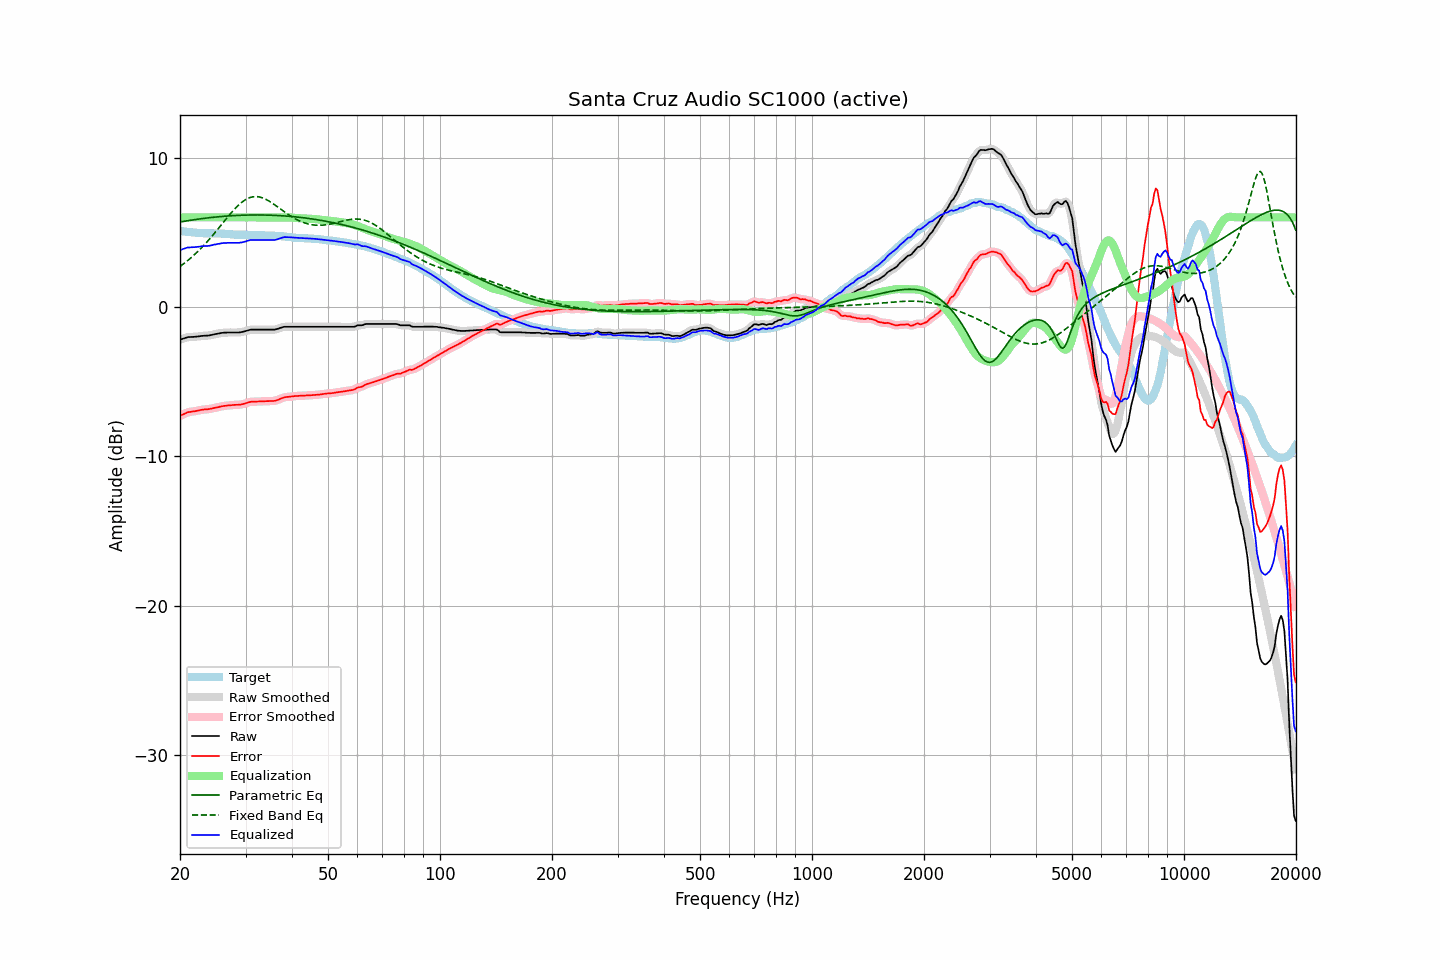 Santa Cruz Audio SC1000 (active)
10
0
−10
−20
−30
Amplitude (dBr)
Target
Raw Smoothed
Error Smoothed
Raw
Error
Equalization
Parametric Eq
Fixed Band Eq
Equalized
20 50 100 200 500 1000 2000 5000 10000 20000
Frequency (Hz)